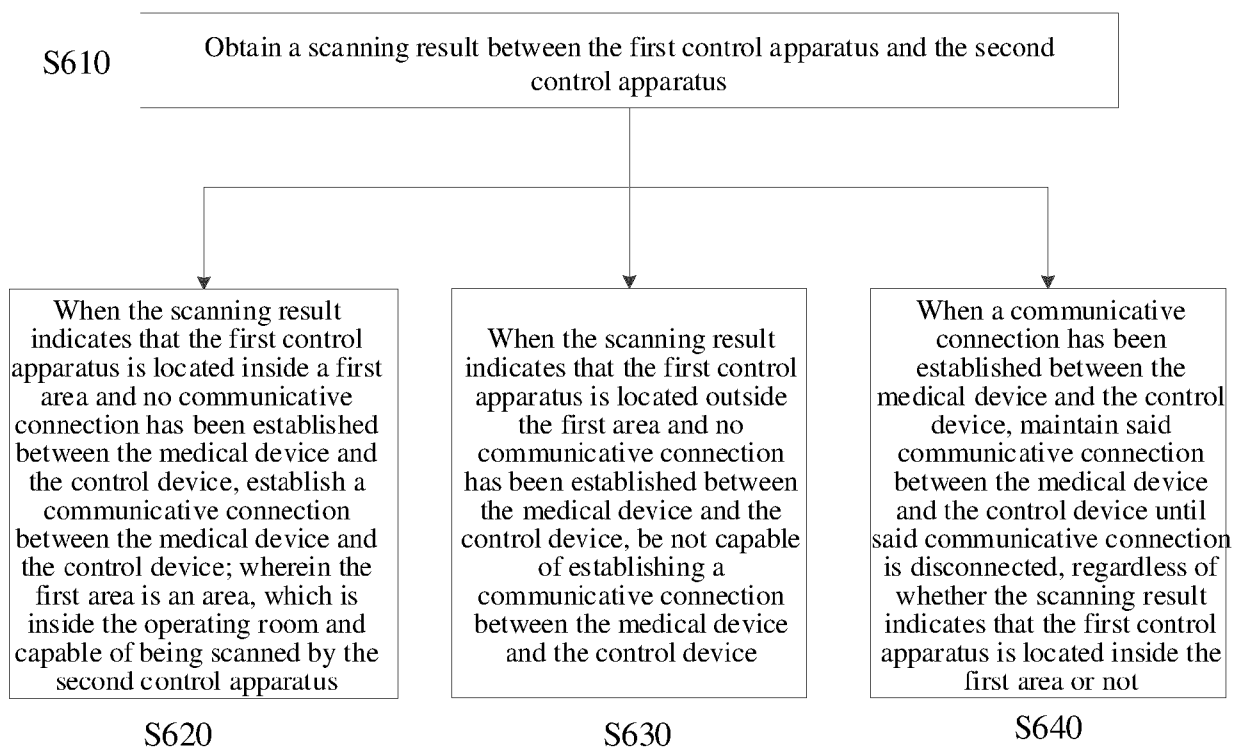 S610
Obtain a scanning result between the first control apparatus and the second
control apparatus
When the scanning result
indicates that the first control
apparatus is located inside a first
area and no communicative
connection has been established
between the medical device and
the control device, establish a
communicative connection
between the medical device and
the control device; wherein the
first area is an area, which is
inside the operating room and
capable of being scanned by the
second control apparatus
S620
When the scanning result
indicates that the first control
apparatus is located outside
the first area and no
communicative connection
has been established between
the medical device and the
control device, be not capable
of establishing a
communicative connection
between the medical device
and the control device
S630
When a communicative
connection has been
established between the
medical device and the control
device, maintain said
communicative connection
between the medical device
and the control device until
said communicative connection
is disconnected, regardless of
whether the scanning result
indicates that the first control
apparatus is located inside the
first area or not
S640